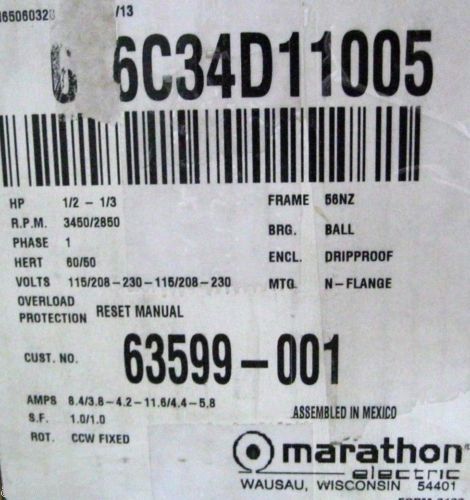 /13
6C34D11005
HP 1/2 - 1/3 FRAME 56NZ
R.P.M. 3450/2850 BRG. BALL
PHASE 1 ENCL. DRIPPROOF
HERT 60/50 MTG. N-FLANGE
VOLTS 115/208-230-115/208-230
OVERLOAD
PROTECTION RESET MANUAL
CUST. NO. 63599-001
AMPS 8.4/3.8-4.2-11.6/4.4-5.8
S.F. 1.0/1.0
ASSEMBLED IN MEXICO
ROT. CCW FIXED
marathon
electric
WAUSAU, WISCONSIN 54401